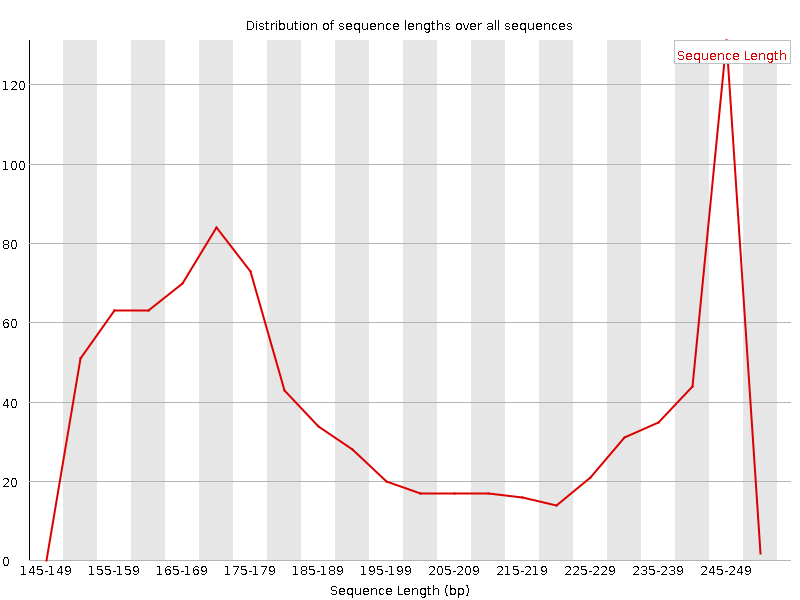 Distribution of sequence lengths over all sequences
Sequence Length
120
100
80
60
40
20
0
145-149 155-159 165-169 175-179 185-189 195-199 205-209 215-219 225-229 235-239 245-249
Sequence Length (bp)